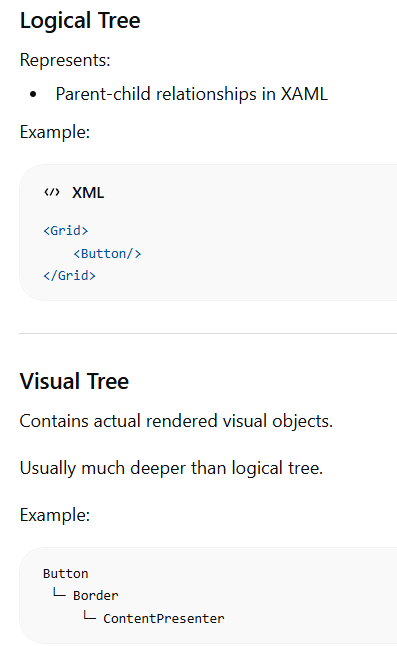 Logical Tree
Represents:
• Parent-child relationships in XAML
Example:
</> XML
<Grid>
    <Button/>
</Grid>
Visual Tree
Contains actual rendered visual objects.
Usually much deeper than logical tree.
Example:
Button
 └─ Border
     └─ ContentPresenter